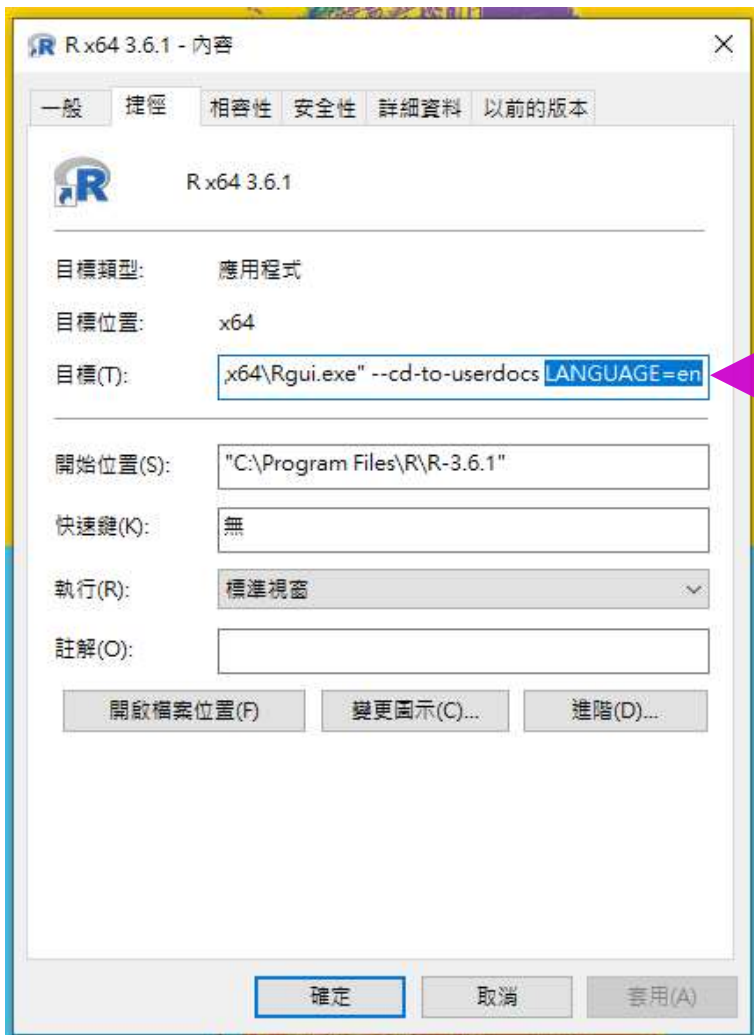 R x64 3.6.1 - 內容
一般 捷徑 相容性 安全性 詳細資料 以前的版本
R x64 3.6.1
目標類型: 應用程式
目標位置: x64
目標(T): x64\Rgui.exe" --cd-to-userdocs LANGUAGE=en
開始位置(S): "C:\Program Files\R\R-3.6.1"
快速鍵(K): 無
執行(R): 標準視窗
註解(O):
開啟檔案位置(F) 變更圖示(C)... 進階(D)...
確定 取消 套用(A)